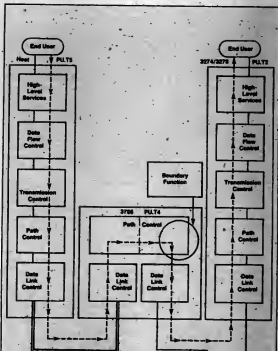 End User
Host PU.T5
High-
Level
Services
Data
Flow
Control
Transmission
Control
Path
Control
Data
Link
Control
Boundary
Function
PU.T4
Path Control
Data
Link
Control
Data
Link
Control
End User
3274/3276 PU.T2
High-
Level
Services
Data
Flow
Control
Transmission
Control
Path
Control
Data
Link
Control